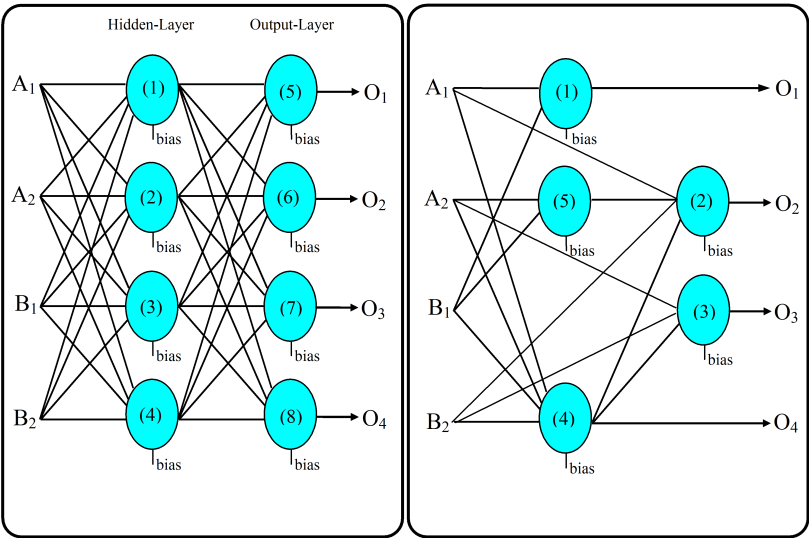 Hidden-Layer Output-Layer
A1 (1) (5) O1
bias bias
A2 (2) (6) O2
bias bias
B1 (3) (7) O3
bias bias
B2 (4) (8) O4
bias bias
A1 (1) O1
bias
A2 (5) (2) O2
bias bias
B1 (3) O3
bias
B2 (4) O4
bias